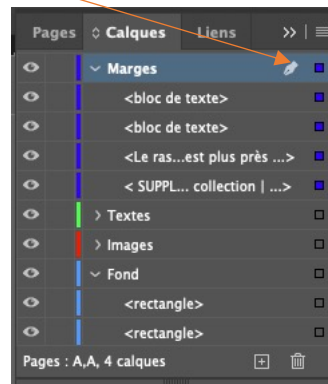 Pages Calques Liens
Marges
<bloc de texte>
<bloc de texte>
<Le ras...est plus près ...>
< SUPPL... collection | ...>
Textes
Images
Fond
<rectangle>
<rectangle>
Pages : A,A, 4 calques